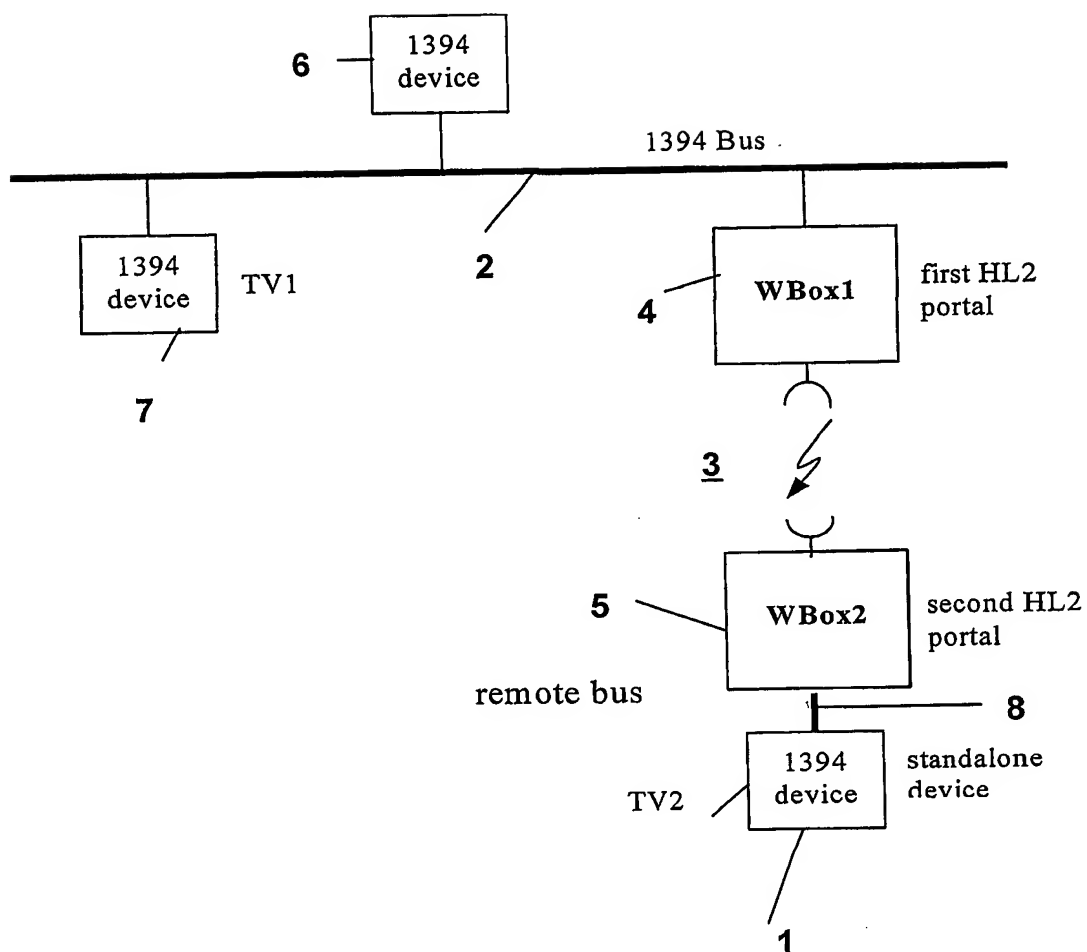 1394
device
6
1394 Bus
2
1394
device
TV1
7
WBox1
4
first HL2
portal
3
WBox2
5
second HL2
portal
remote bus
8
1394
device
TV2
standalone
device
1